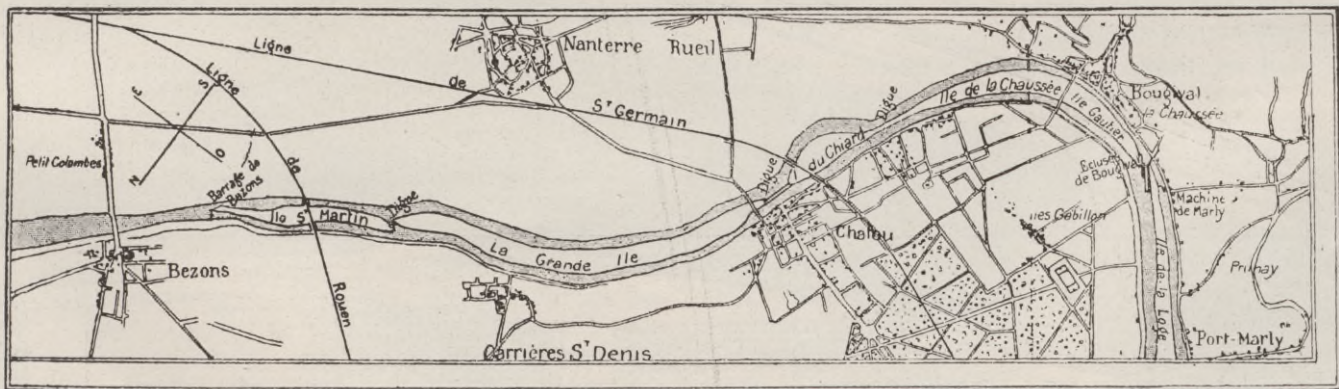 Ligne
de
St Germain
Nanterre
Rueil
Ligne
de
Rouen
E
S
N
O
Petit Colombes
Barrage de
Bezons
Ile St Martin
Digue
Bezons
La Grande Ile
Carrières St Denis
Digue
du Chiard
Digue
Chatou
Ile de la Chaussée
Bougival
la Chaussée
Ile Gautier
Ecluse
de Bougival
Machine
de Marly
Iles Gabillon
Prunay
Ile de la Loge
Port-Marly